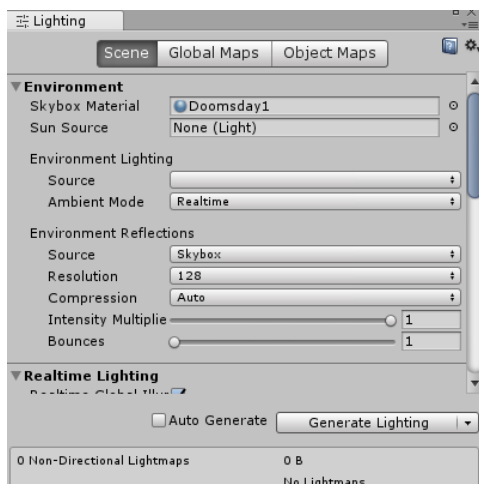 Lighting
Scene Global Maps Object Maps
Environment
Skybox Material Doomsday1
Sun Source None (Light)
Environment Lighting
Source
Ambient Mode Realtime
Environment Reflections
Source Skybox
Resolution 128
Compression Auto
Intensity Multiplie 1
Bounces 1
Realtime Lighting
Auto Generate Generate Lighting
0 Non-Directional Lightmaps 0 B
No Lightmaps